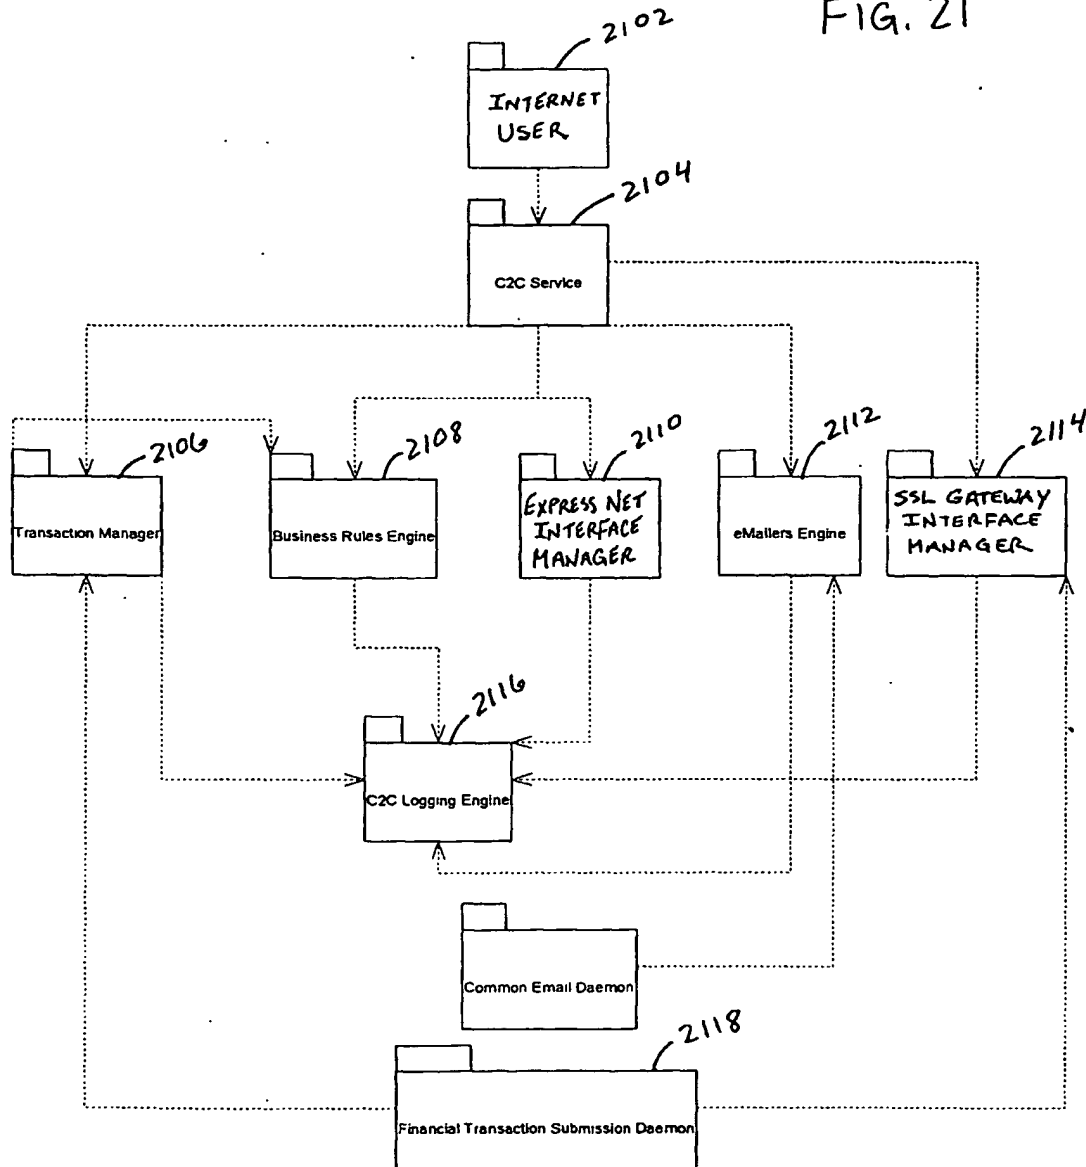 FIG. 21
2102
INTERNET
USER
2104
C2C Service
2106
2108
2110
2112
2114
Transaction Manager
Business Rules Engine
EXPRESS NET
INTERFACE
MANAGER
eMailers Engine
SSL GATEWAY
INTERFACE
MANAGER
2116
C2C Logging Engine
Common Email Daemon
2118
Financial Transaction Submission Daemon